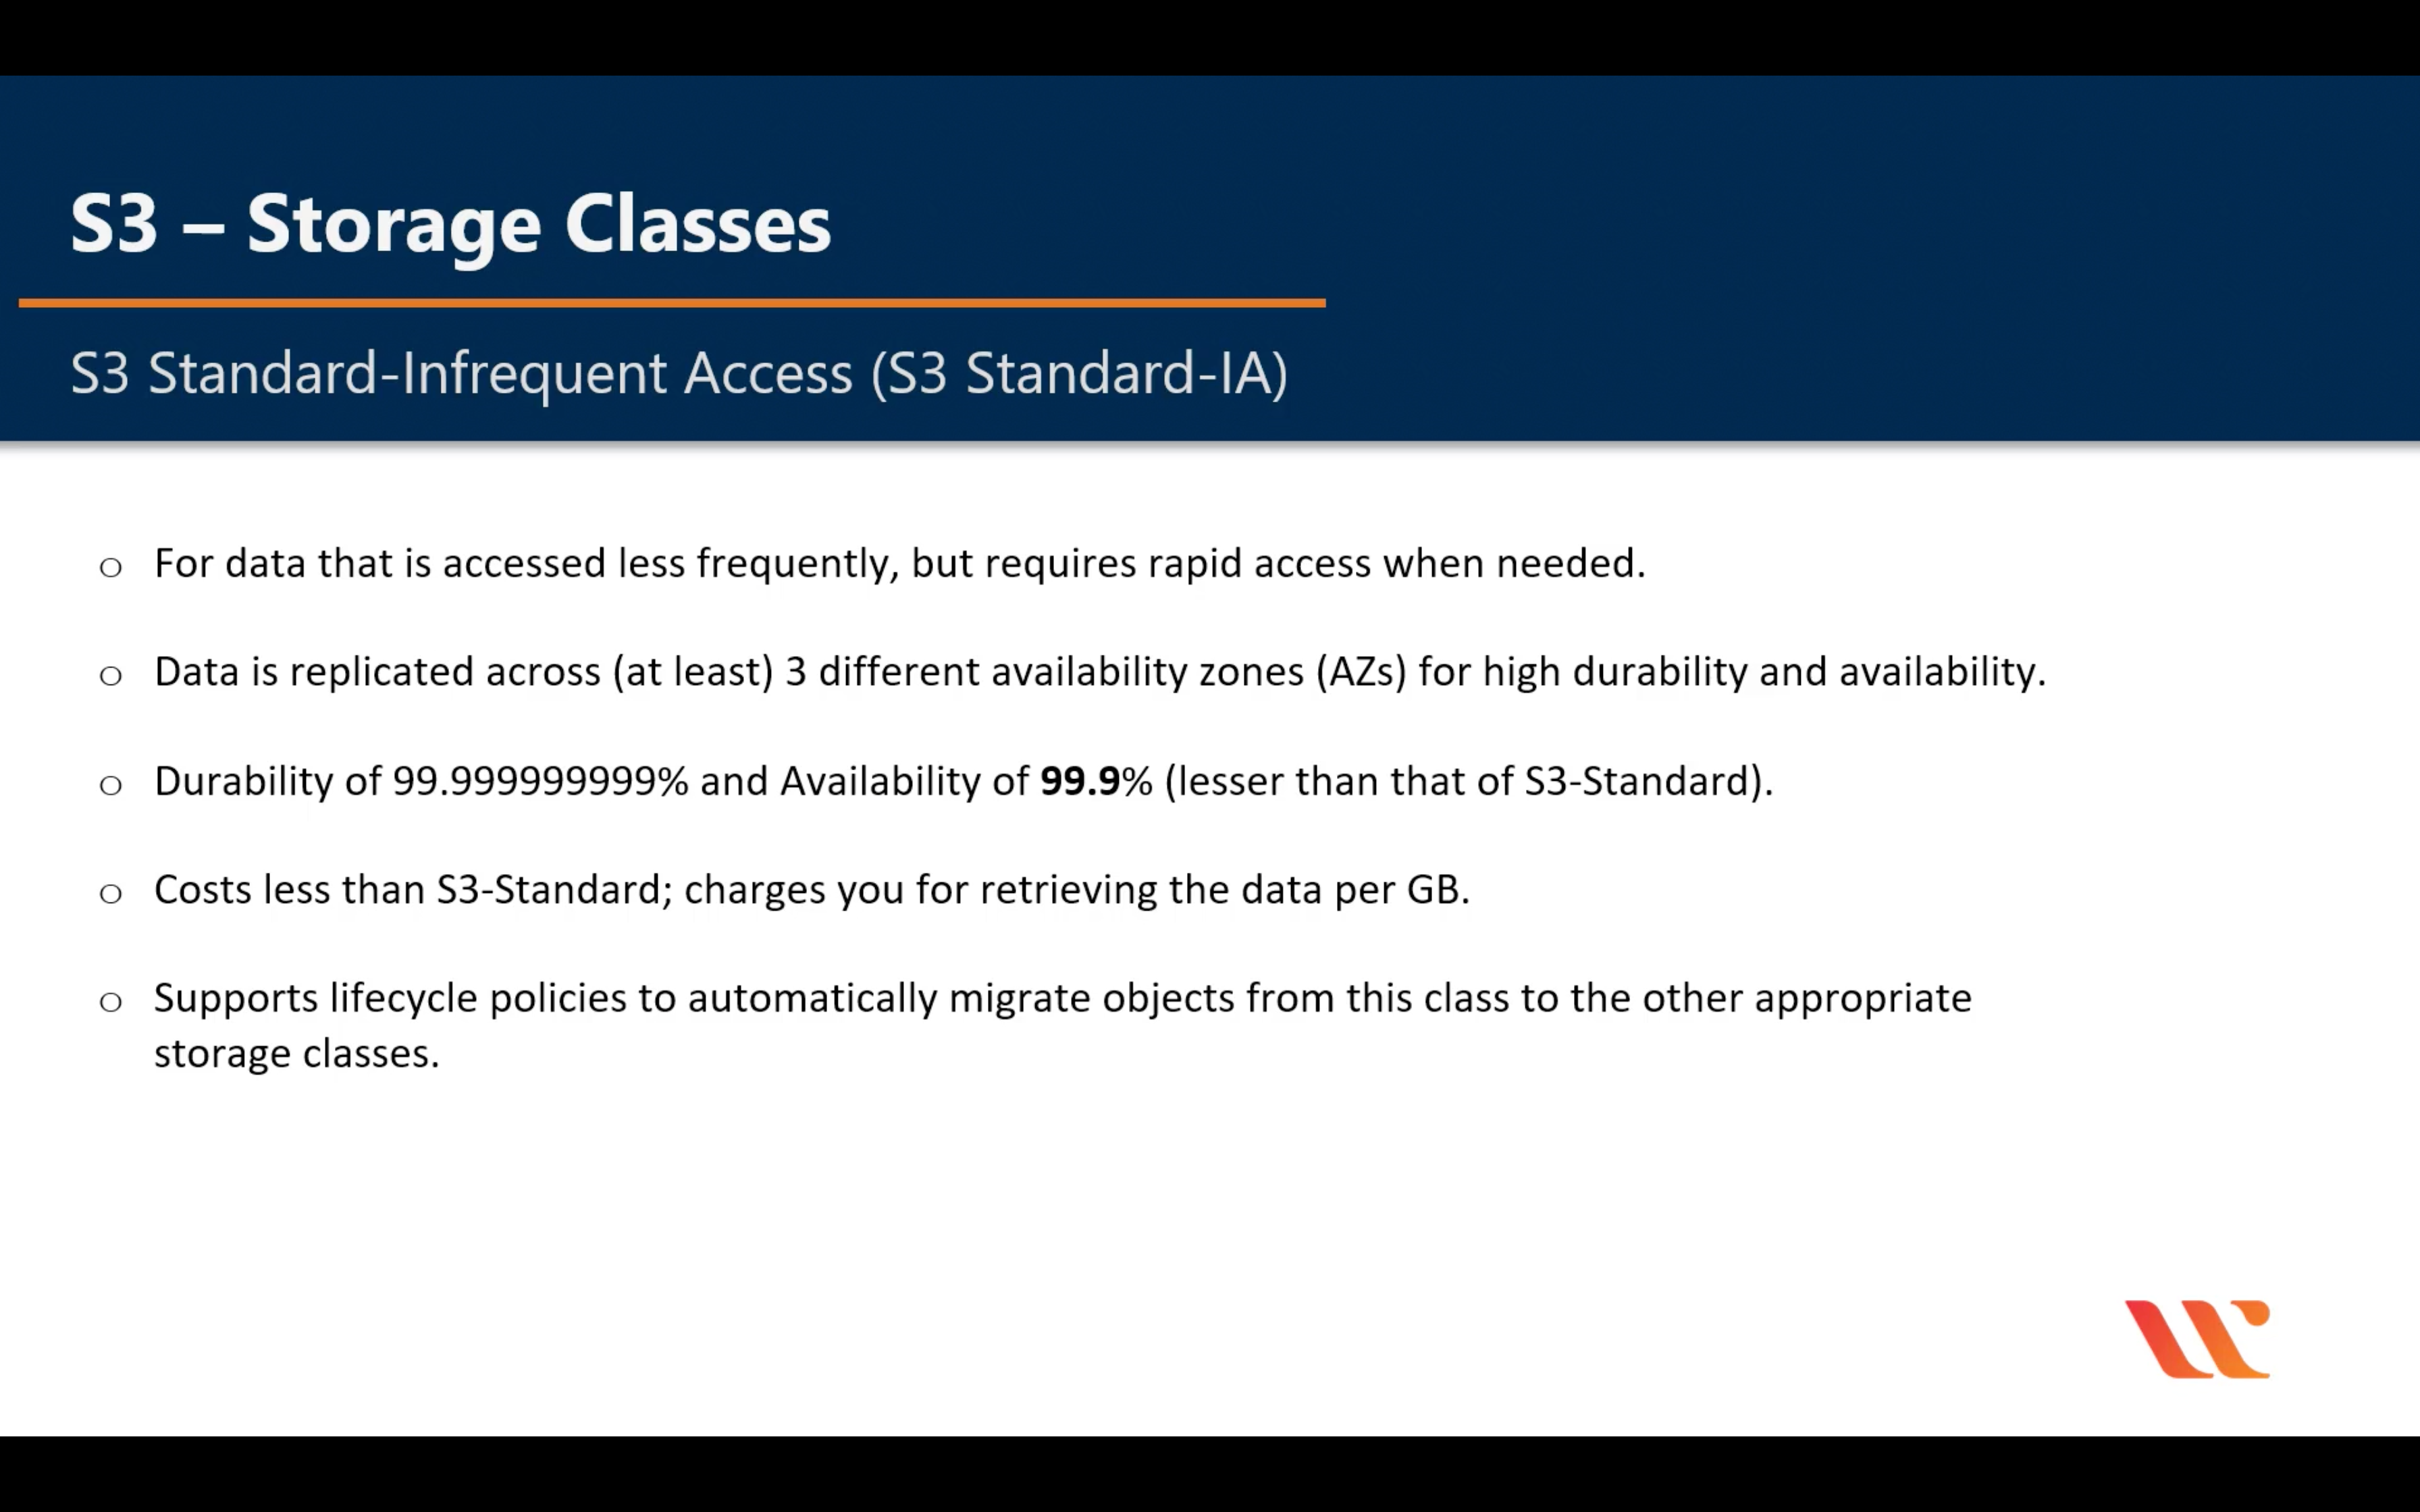 S3 – Storage Classes
S3 Standard-Infrequent Access (S3 Standard-IA)
o For data that is accessed less frequently, but requires rapid access when needed.
o Data is replicated across (at least) 3 different availability zones (AZs) for high durability and availability.
o Durability of 99.999999999% and Availability of 99.9% (lesser than that of S3-Standard).
o Costs less than S3-Standard; charges you for retrieving the data per GB.
o Supports lifecycle policies to automatically migrate objects from this class to the other appropriate
storage classes.